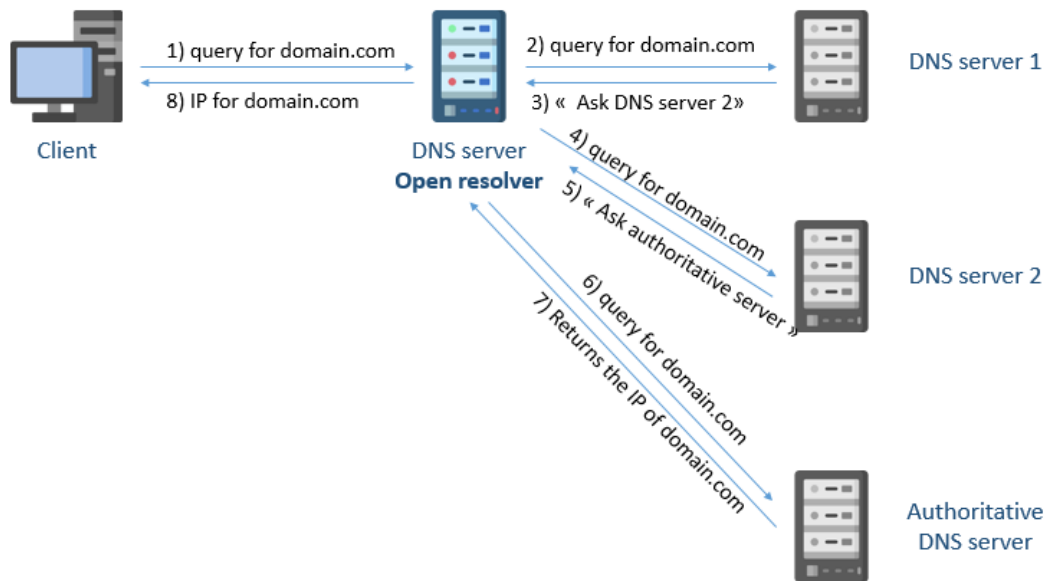 1) query for domain.com
8) IP for domain.com
Client
DNS server
Open resolver
2) query for domain.com
3) «  Ask DNS server 2»
DNS server 1
4) query for domain.com
5) « Ask authoritative server »
DNS server 2
6) query for domain.com
7) Returns the IP of domain.com
Authoritative
DNS server